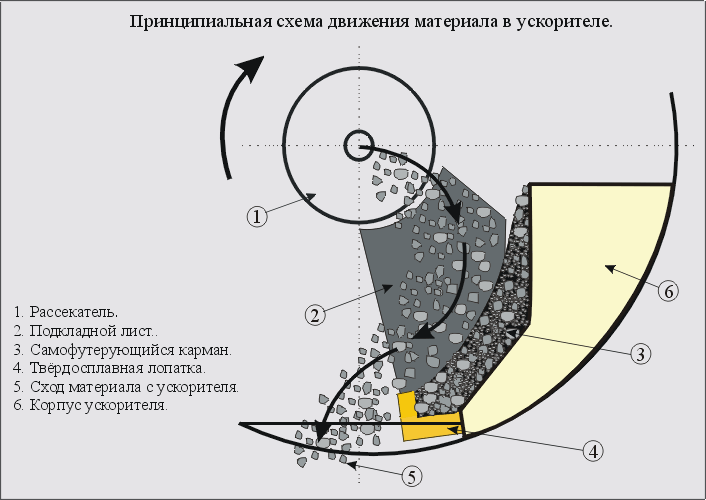 Принципиальная схема движения материала в ускорителе.
1
2
6
3
4
5
1. Рассекатель.
2. Подкладной лист..
3. Самофутерующийся карман.
4. Твёрдосплавная лопатка.
5. Сход материала с ускорителя.
6. Корпус ускорителя.